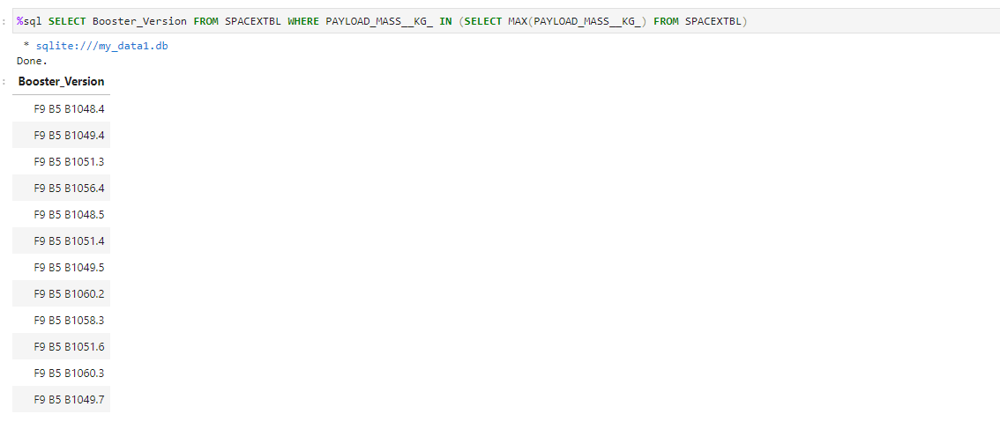 %sql SELECT Booster_Version FROM SPACEXTBL WHERE PAYLOAD_MASS__KG_ IN (SELECT MAX(PAYLOAD_MASS__KG_) FROM SPACEXTBL)
* sqlite:///my_data1.db
Done.
Booster_Version
F9 B5 B1048.4
F9 B5 B1049.4
F9 B5 B1051.3
F9 B5 B1056.4
F9 B5 B1048.5
F9 B5 B1051.4
F9 B5 B1049.5
F9 B5 B1060.2
F9 B5 B1058.3
F9 B5 B1051.6
F9 B5 B1060.3
F9 B5 B1049.7